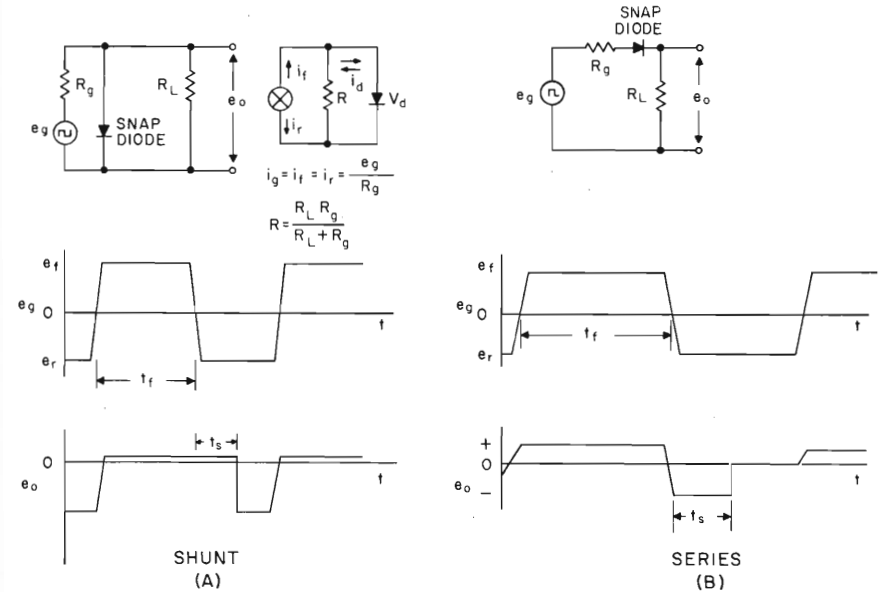 R_g
e_g
SNAP
DIODE
R_L
e_o
i_f
i_r
R
i_d
V_d
i_g = i_f = i_r = e_g / R_g
R = R_L R_g / R_L + R_g
e_f
e_g 0
e_r
t
t_f
0
e_o
t_s
t
SHUNT
(A)
SNAP
DIODE
R_g
e_g
R_L
e_o
e_f
e_g 0
e_r
t
t_f
+
0
e_o
−
t
t_s
SERIES
(B)